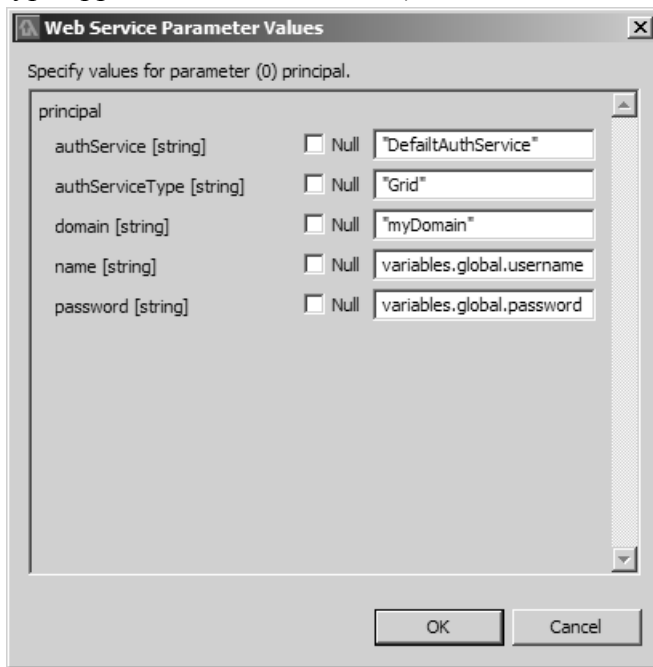 Web Service Parameter Values
Specify values for parameter (0) principal.
principal
authService [string] Null "DefailtAuthService"
authServiceType [string] Null "Grid"
domain [string] Null "myDomain"
name [string] Null variables.global.username
password [string] Null variables.global.password
OK Cancel